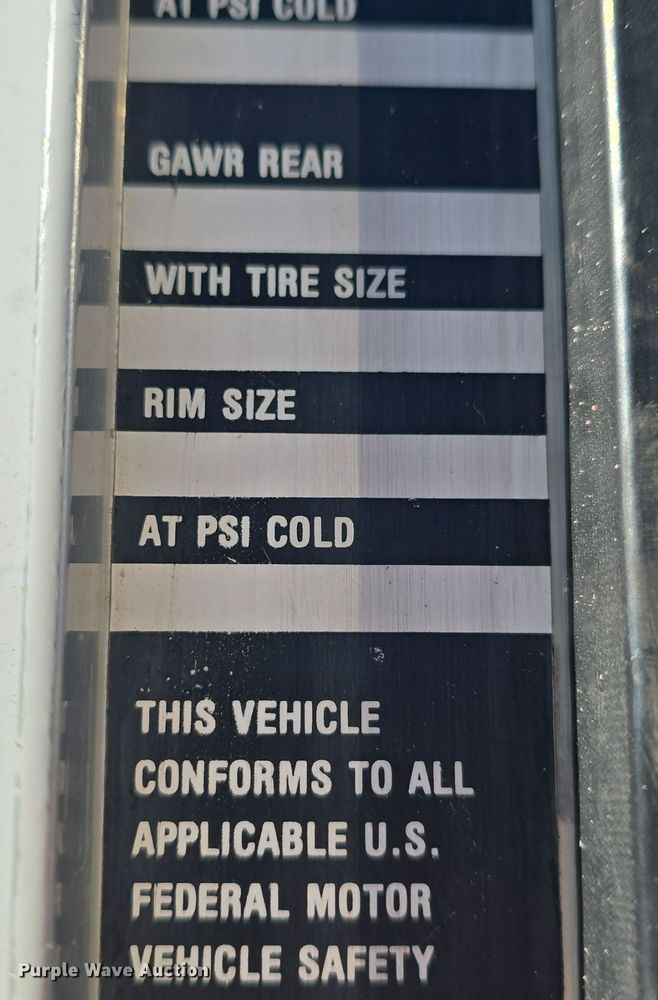 AT PSI COLD
GAWR REAR
WITH TIRE SIZE
RIM SIZE
AT PSI COLD
THIS VEHICLE
CONFORMS TO ALL
APPLICABLE U.S.
FEDERAL MOTOR
VEHICLE SAFETY
Purple Wave Auction